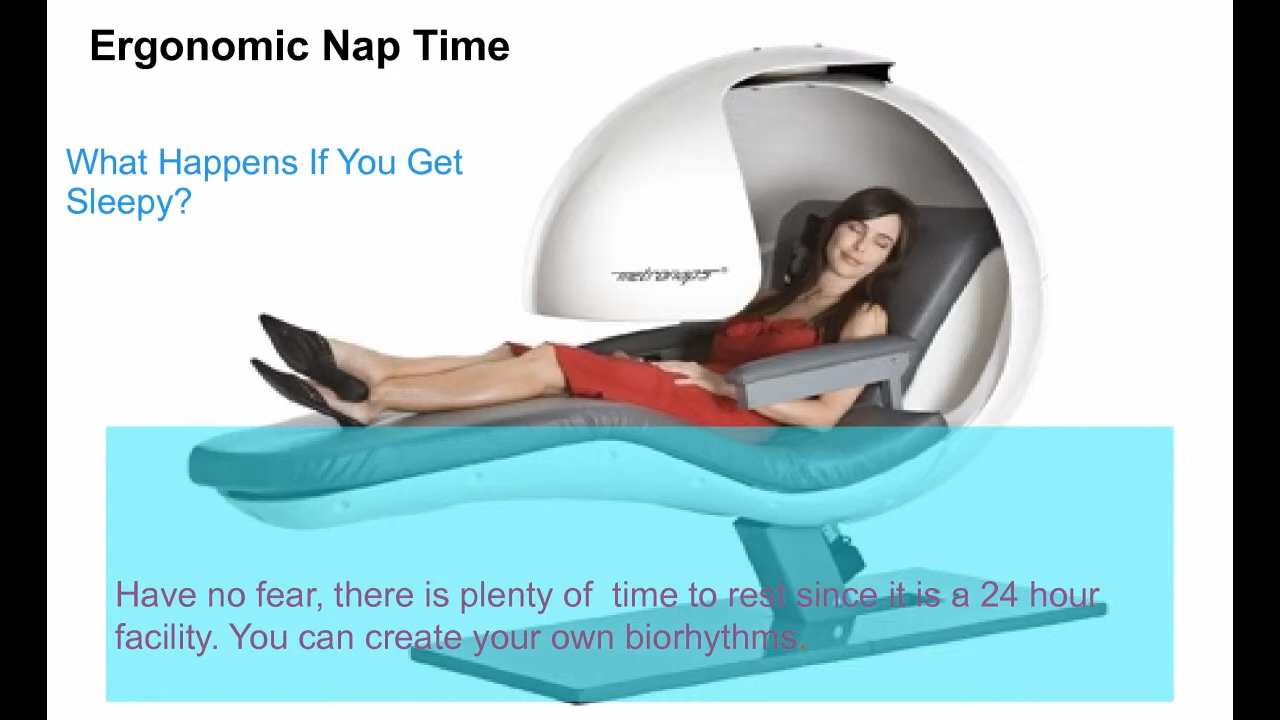 Ergonomic Nap Time
What Happens If You Get
Sleepy?
metronaps
Have no fear, there is plenty of  time to rest since it is a 24 hour
facility. You can create your own biorhythms.